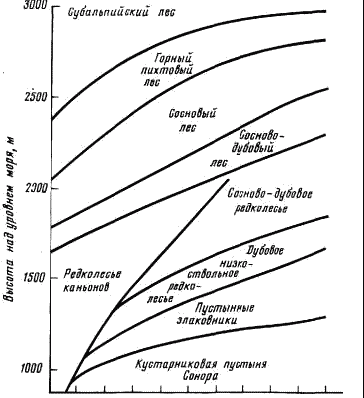 3000
Субальпийский лес
Горный
пихтовый
лес
2500
Сосновый
лес
Сосново-
дубовый
лес
2000
Сосново-дубовое
редколесье
Высота над уровнем моря, м
Редколесье
каньонов
Дубовое
низко-
ствольное
редко-
лесье
1500
Пустынные
злаковники
1000
Кустарниковая пустыня
Сонора